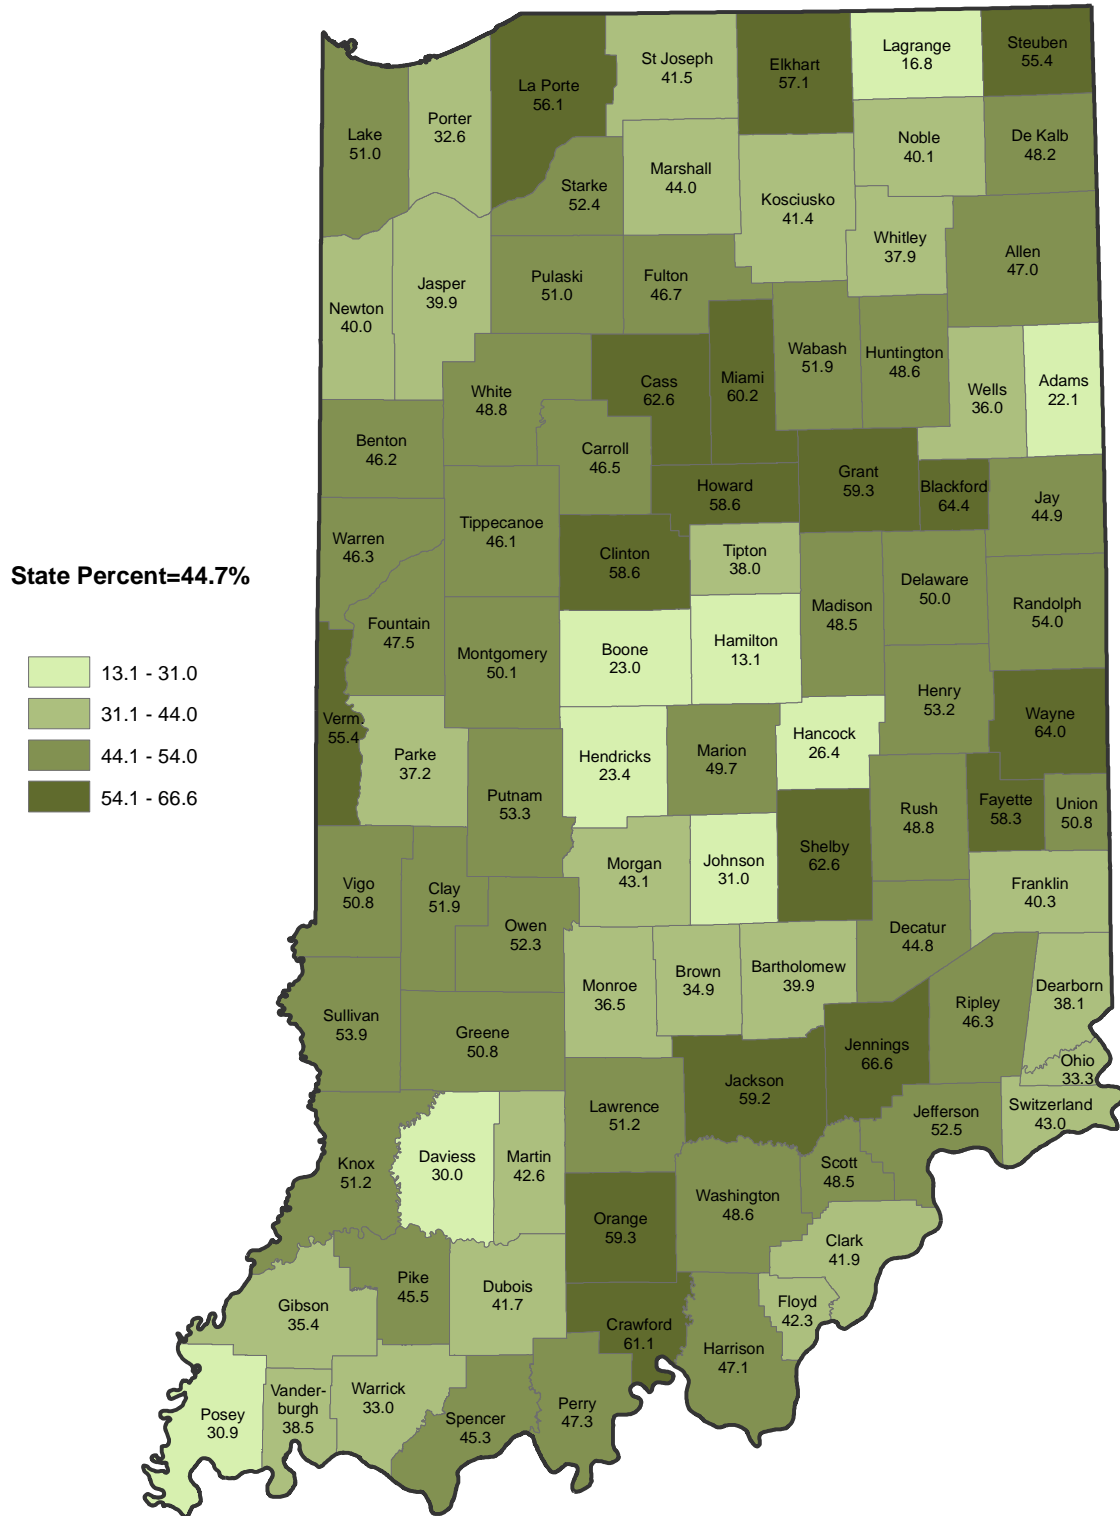 St Joseph
41.5
Elkhart
57.1
Lagrange
16.8
Steuben
55.4
La Porte
56.1
Porter
32.6
Lake
51.0
Noble
40.1
De Kalb
48.2
Marshall
44.0
Starke
52.4
Kosciusko
41.4
Whitley
37.9
Allen
47.0
Jasper
39.9
Pulaski
51.0
Fulton
46.7
Newton
40.0
White
48.8
Cass
62.6
Miami
60.2
Wabash
51.9
Huntington
48.6
Wells
36.0
Adams
22.1
Benton
46.2
Carroll
46.5
Howard
58.6
Grant
59.3
Blackford
64.4
Jay
44.9
Warren
46.3
Tippecanoe
46.1
Clinton
58.6
Tipton
38.0
State Percent=44.7%
Madison
48.5
Delaware
50.0
Randolph
54.0
Fountain
47.5
Montgomery
50.1
Boone
23.0
Hamilton
13.1
13.1 - 31.0
31.1 - 44.0
44.1 - 54.0
54.1 - 66.6
Henry
53.2
Wayne
64.0
Verm.
55.4
Parke
37.2
Hendricks
23.4
Marion
49.7
Hancock
26.4
Putnam
53.3
Rush
48.8
Fayette
58.3
Union
50.8
Morgan
43.1
Johnson
31.0
Shelby
62.6
Franklin
40.3
Vigo
50.8
Clay
51.9
Owen
52.3
Decatur
44.8
Monroe
36.5
Brown
34.9
Bartholomew
39.9
Dearborn
38.1
Ripley
46.3
Sullivan
53.9
Greene
50.8
Jennings
66.6
Ohio
33.3
Jackson
59.2
Lawrence
51.2
Jefferson
52.5
Switzerland
43.0
Knox
51.2
Daviess
30.0
Martin
42.6
Scott
48.5
Washington
48.6
Orange
59.3
Clark
41.9
Pike
45.5
Dubois
41.7
Floyd
42.3
Gibson
35.4
Crawford
61.1
Harrison
47.1
Posey
30.9
Vander-
burgh
38.5
Warrick
33.0
Spencer
45.3
Perry
47.3